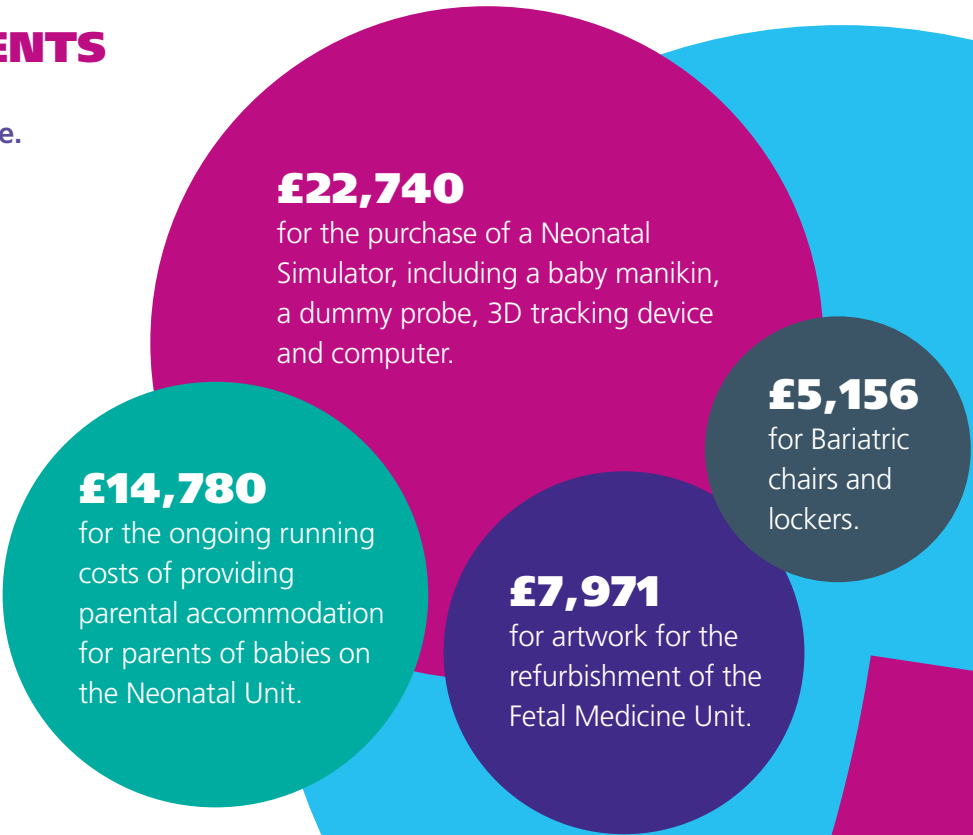 ENTS
e.
£22,740
for the purchase of a Neonatal
Simulator, including a baby manikin,
a dummy probe, 3D tracking device
and computer.
£5,156
for Bariatric
chairs and
lockers.
£14,780
for the ongoing running
costs of providing
parental accommodation
for parents of babies on
the Neonatal Unit.
£7,971
for artwork for the
refurbishment of the
Fetal Medicine Unit.